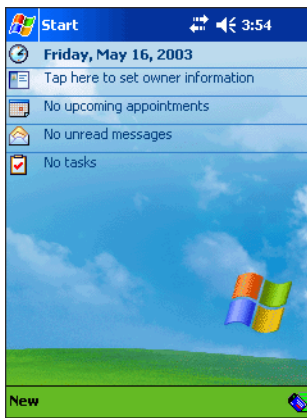 Start 3:54
Friday, May 16, 2003
Tap here to set owner information
No upcoming appointments
No unread messages
No tasks
New